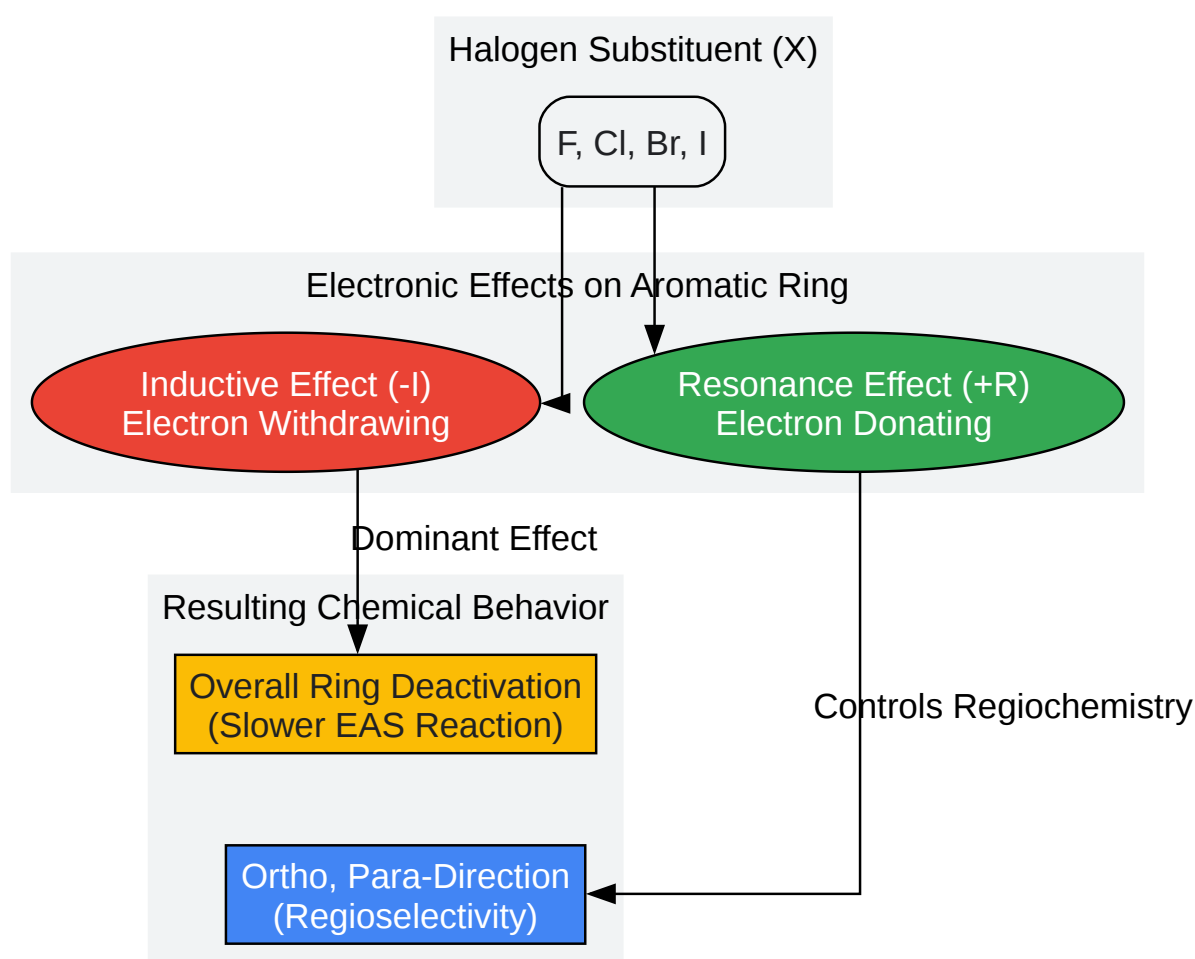 Halogen Substituent (X)
F, Cl, Br, I
Electronic Effects on Aromatic Ring
Inductive Effect (-I)
Electron Withdrawing
Resonance Effect (+R)
Electron Donating
Dominant Effect
Resulting Chemical Behavior
Overall Ring Deactivation
(Slower EAS Reaction)
Controls Regiochemistry
Ortho, Para-Direction
(Regioselectivity)